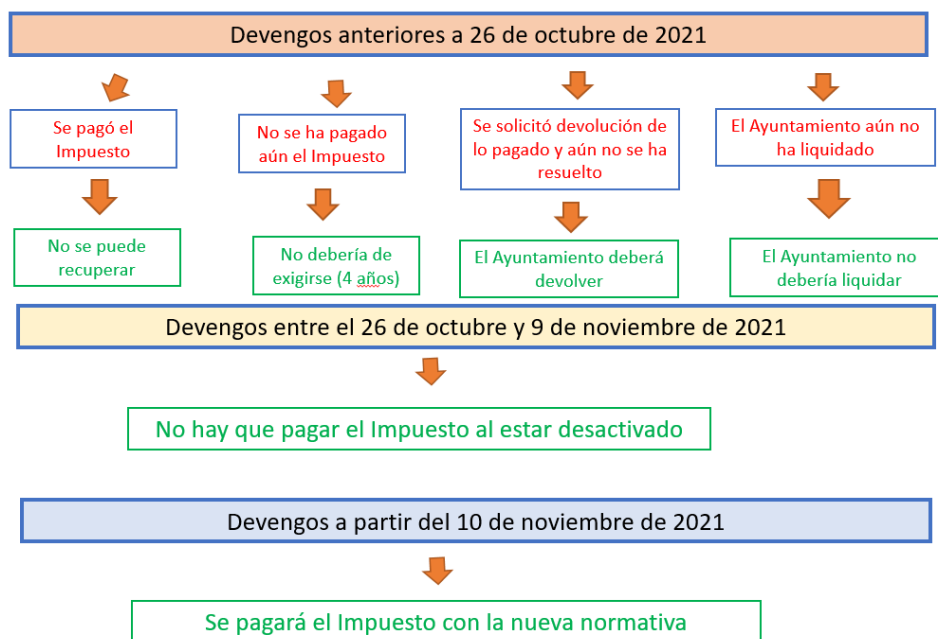 Devengos anteriores a 26 de octubre de 2021
Se pagó el
Impuesto
No se ha pagado
aún el Impuesto
Se solicitó devolución de
lo pagado y aún no se ha
resuelto
El Ayuntamiento aún no
ha liquidado
No se puede
recuperar
No debería de
exigirse (4 años)
El Ayuntamiento deberá
devolver
El Ayuntamiento no
debería liquidar
Devengos entre el 26 de octubre y 9 de noviembre de 2021
No hay que pagar el Impuesto al estar desactivado
Devengos a partir del 10 de noviembre de 2021
Se pagará el Impuesto con la nueva normativa